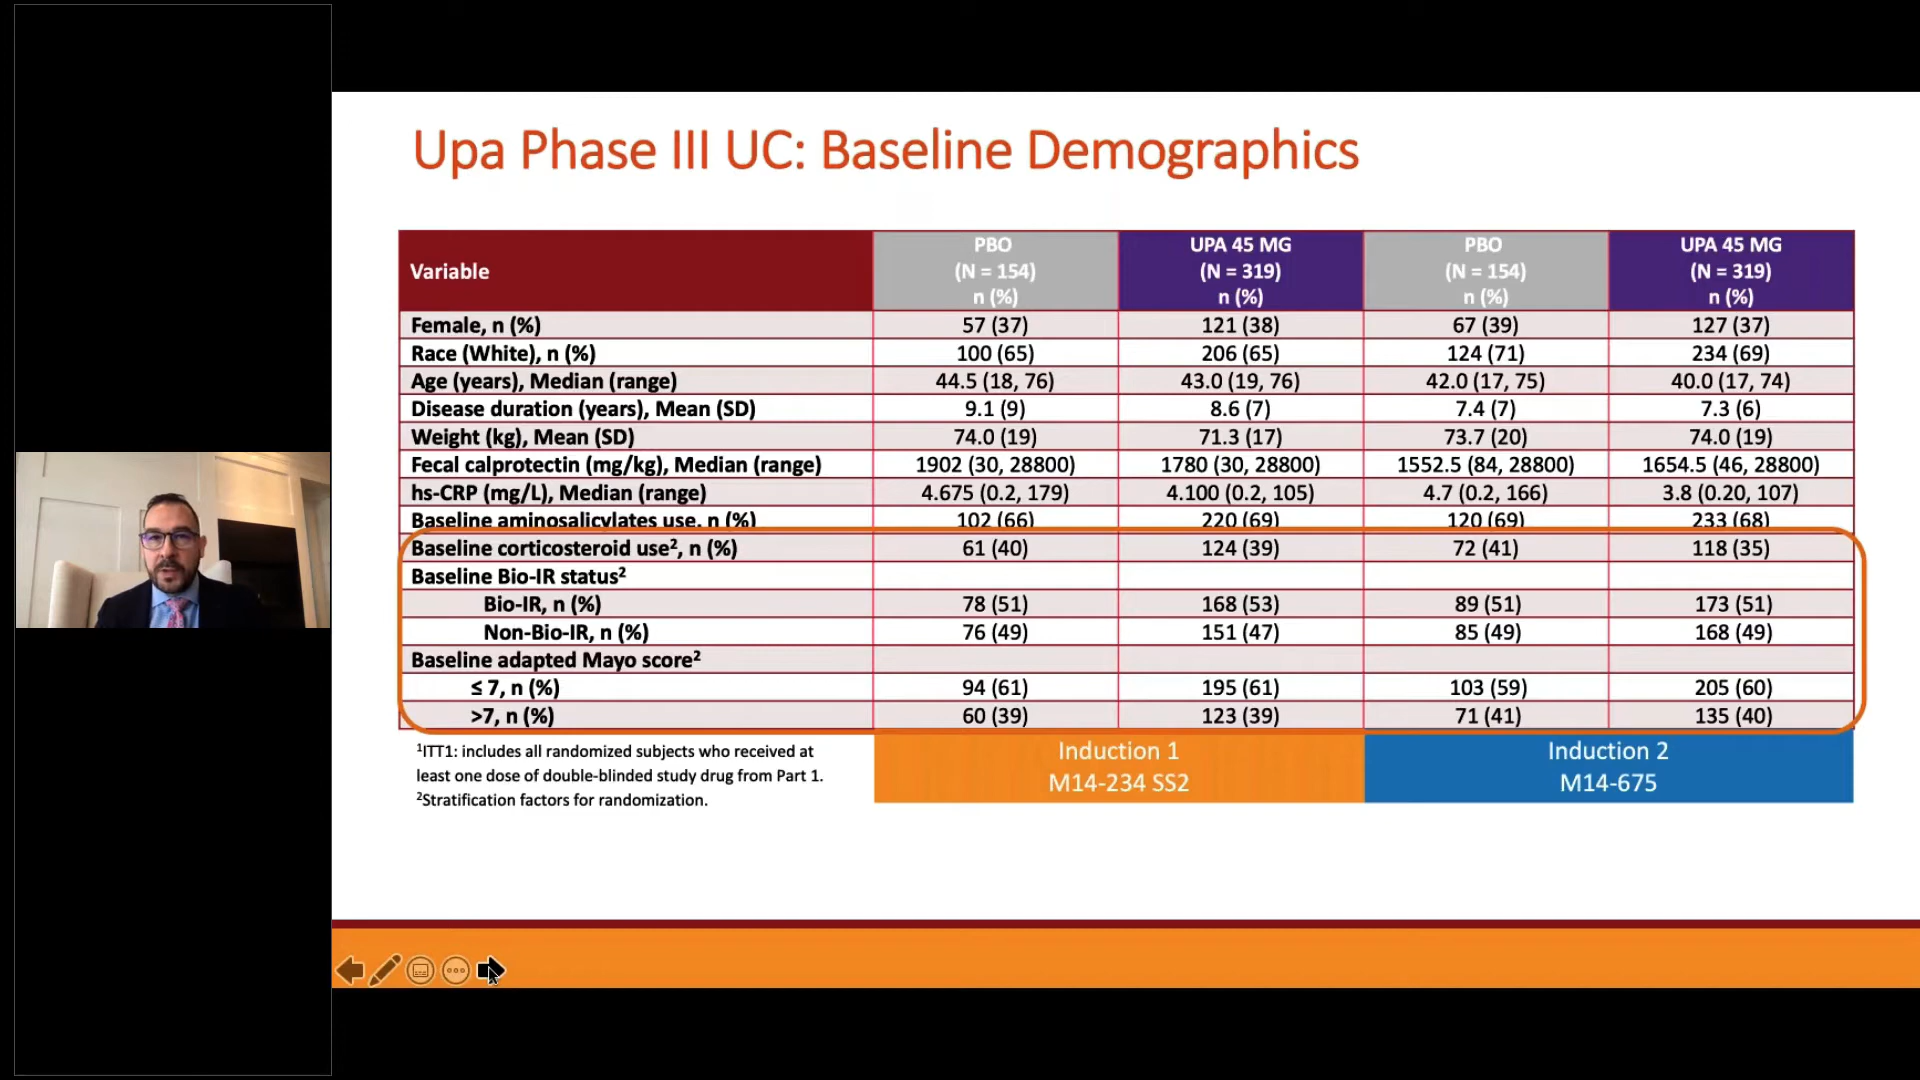 Upa Phase III UC: Baseline Demographics
Variable
PBO
(N = 154)
n (%)
UPA 45 MG
(N = 319)
n (%)
PBO
(N = 154)
n (%)
UPA 45 MG
(N = 319)
n (%)
Female, n (%) 57 (37) 121 (38) 67 (39) 127 (37)
Race (White), n (%) 100 (65) 206 (65) 124 (71) 234 (69)
Age (years), Median (range) 44.5 (18, 76) 43.0 (19, 76) 42.0 (17, 75) 40.0 (17, 74)
Disease duration (years), Mean (SD) 9.1 (9) 8.6 (7) 7.4 (7) 7.3 (6)
Weight (kg), Mean (SD) 74.0 (19) 71.3 (17) 73.7 (20) 74.0 (19)
Fecal calprotectin (mg/kg), Median (range) 1902 (30, 28800) 1780 (30, 28800) 1552.5 (84, 28800) 1654.5 (46, 28800)
hs-CRP (mg/L), Median (range) 4.675 (0.2, 179) 4.100 (0.2, 105) 4.7 (0.2, 166) 3.8 (0.20, 107)
Baseline aminosalicylates use, n (%) 102 (66) 220 (69) 120 (69) 233 (68)
Baseline corticosteroid use², n (%) 61 (40) 124 (39) 72 (41) 118 (35)
Baseline Bio-IR status²
Bio-IR, n (%) 78 (51) 168 (53) 89 (51) 173 (51)
Non-Bio-IR, n (%) 76 (49) 151 (47) 85 (49) 168 (49)
Baseline adapted Mayo score²
≤ 7, n (%) 94 (61) 195 (61) 103 (59) 205 (60)
>7, n (%) 60 (39) 123 (39) 71 (41) 135 (40)
¹ITT1: includes all randomized subjects who received at
least one dose of double-blinded study drug from Part 1.
²Stratification factors for randomization.
Induction 1
M14-234 SS2
Induction 2
M14-675